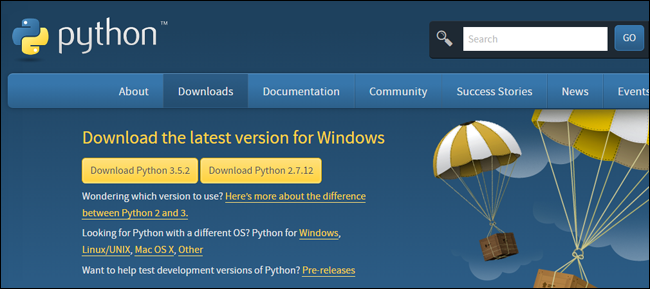 python™
Search
GO
About Downloads Documentation Community Success Stories News Events
Download the latest version for Windows
Download Python 3.5.2 Download Python 2.7.12
Wondering which version to use? Here's more about the difference
between Python 2 and 3.
Looking for Python with a different OS? Python for Windows,
Linux/UNIX, Mac OS X, Other
Want to help test development versions of Python? Pre-releases